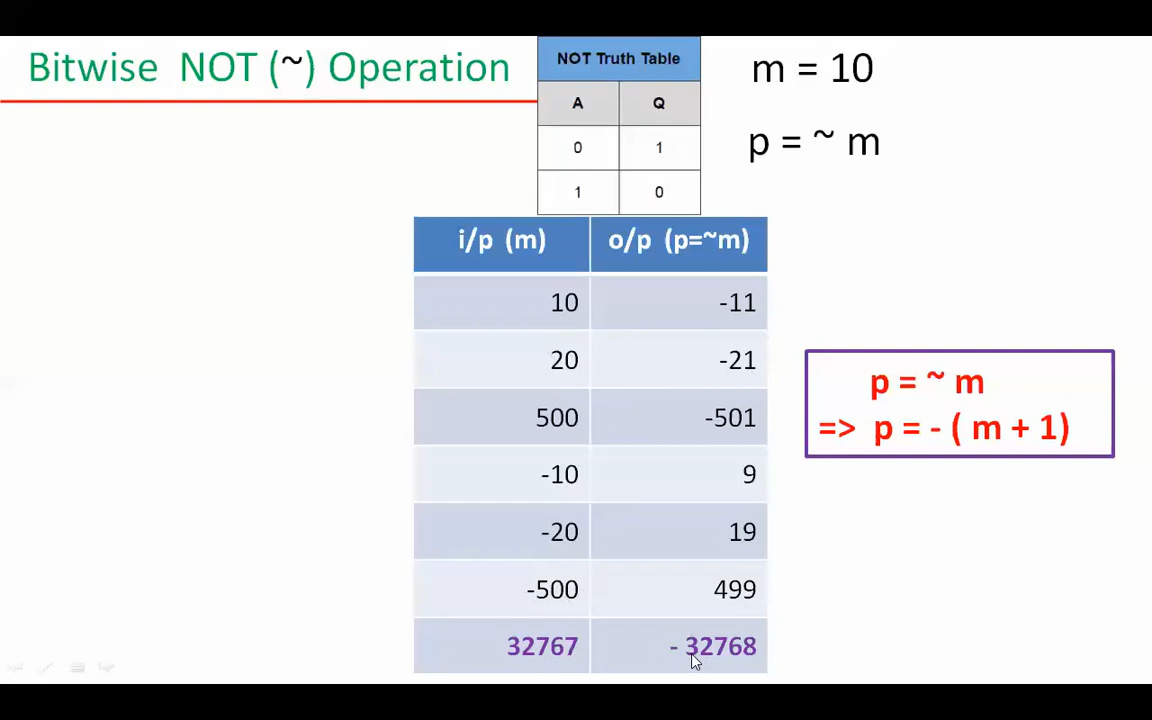 Bitwise NOT (~) Operation
NOT Truth Table
A Q
0 1
1 0
m = 10
p = ~ m
i/p (m) o/p (p=~m)
10 -11
20 -21
500 -501
-10 9
-20 19
-500 499
32767 - 32768
p = ~ m
=> p = - ( m + 1)